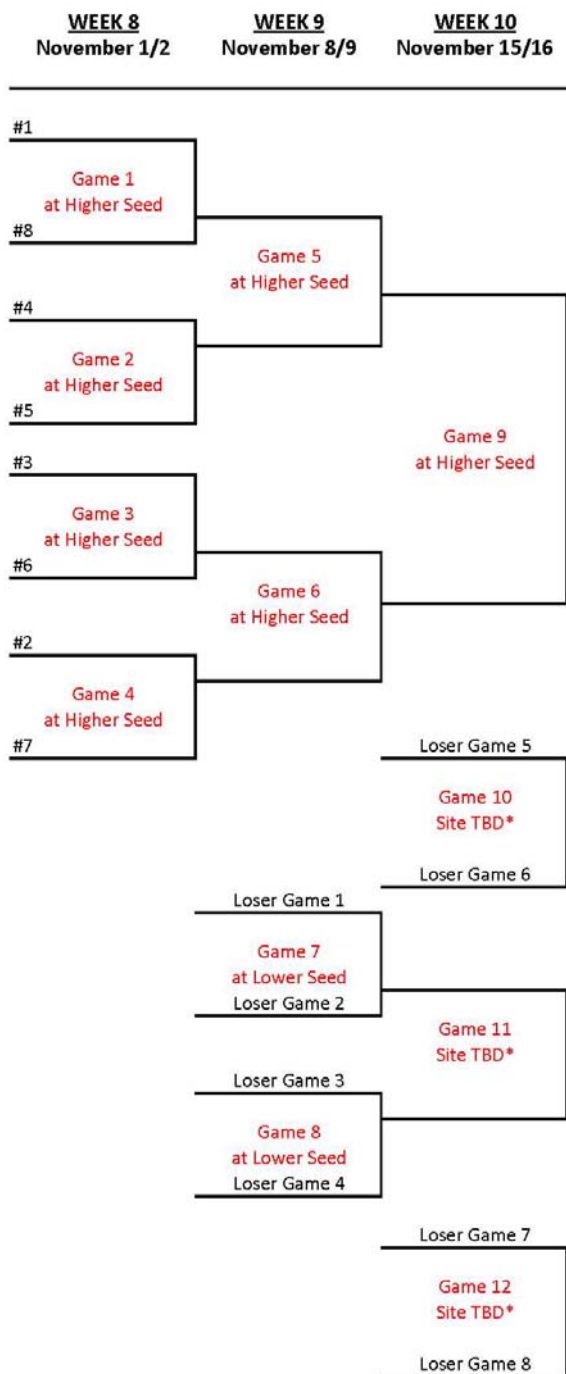 WEEK 8
November 1/2
WEEK 9
November 8/9
WEEK 10
November 15/16
#1
Game 1
at Higher Seed
#8
Game 5
at Higher Seed
#4
Game 2
at Higher Seed
#5
Game 9
at Higher Seed
#3
Game 3
at Higher Seed
#6
Game 6
at Higher Seed
#2
Game 4
at Higher Seed
#7
Loser Game 5
Game 10
Site TBD*
Loser Game 6
Loser Game 1
Game 7
at Lower Seed
Loser Game 2
Game 11
Site TBD*
Loser Game 3
Game 8
at Lower Seed
Loser Game 4
Loser Game 7
Game 12
Site TBD*
Loser Game 8